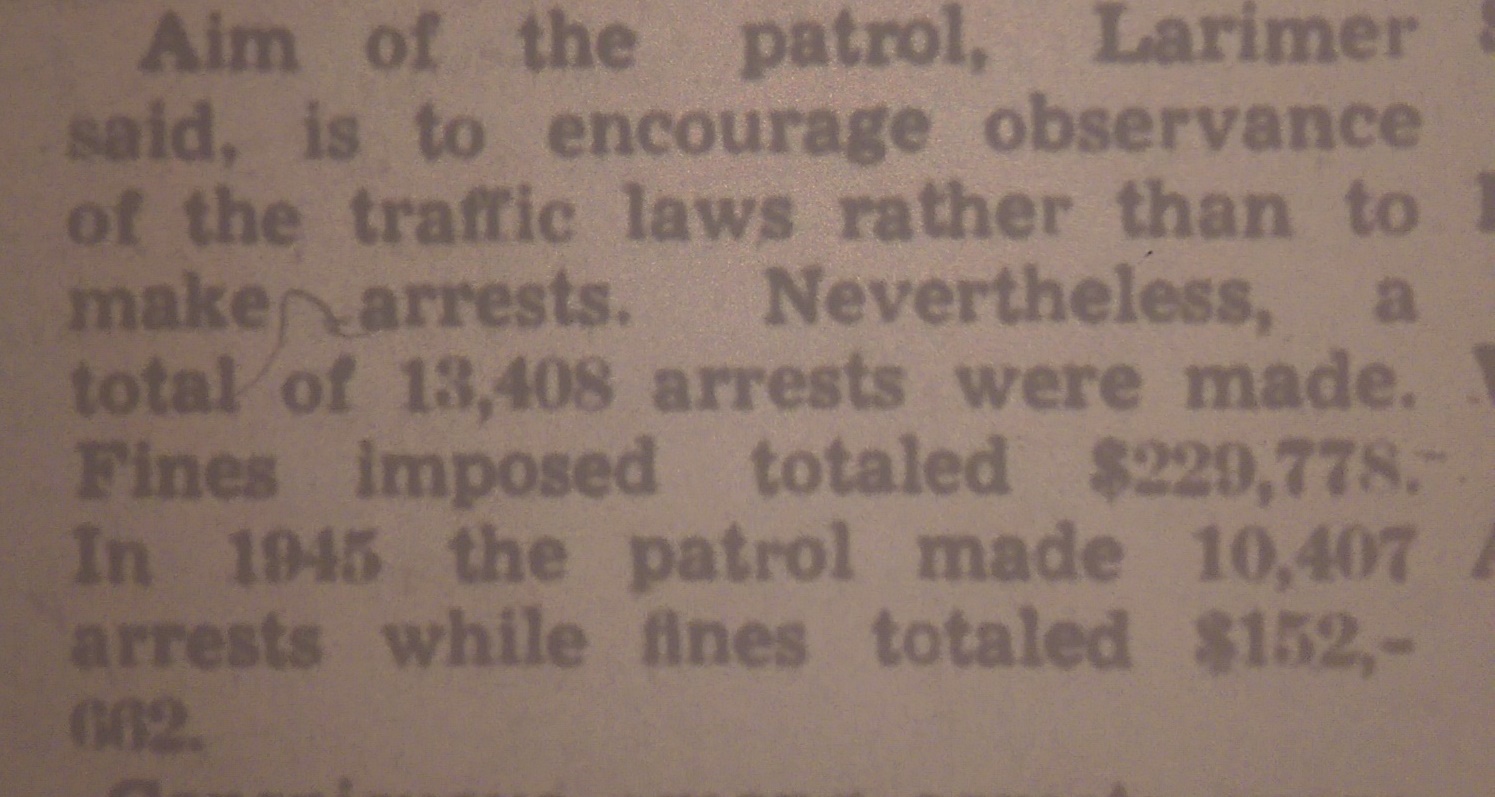 Aim of the patrol, Larimer
said, is to encourage observance
of the traffic laws rather than to
make arrests. Nevertheless, a
total of 13,408 arrests were made.
Fines imposed totaled $229,778.
In 1945 the patrol made 10,407
arrests while fines totaled $152,-
662.